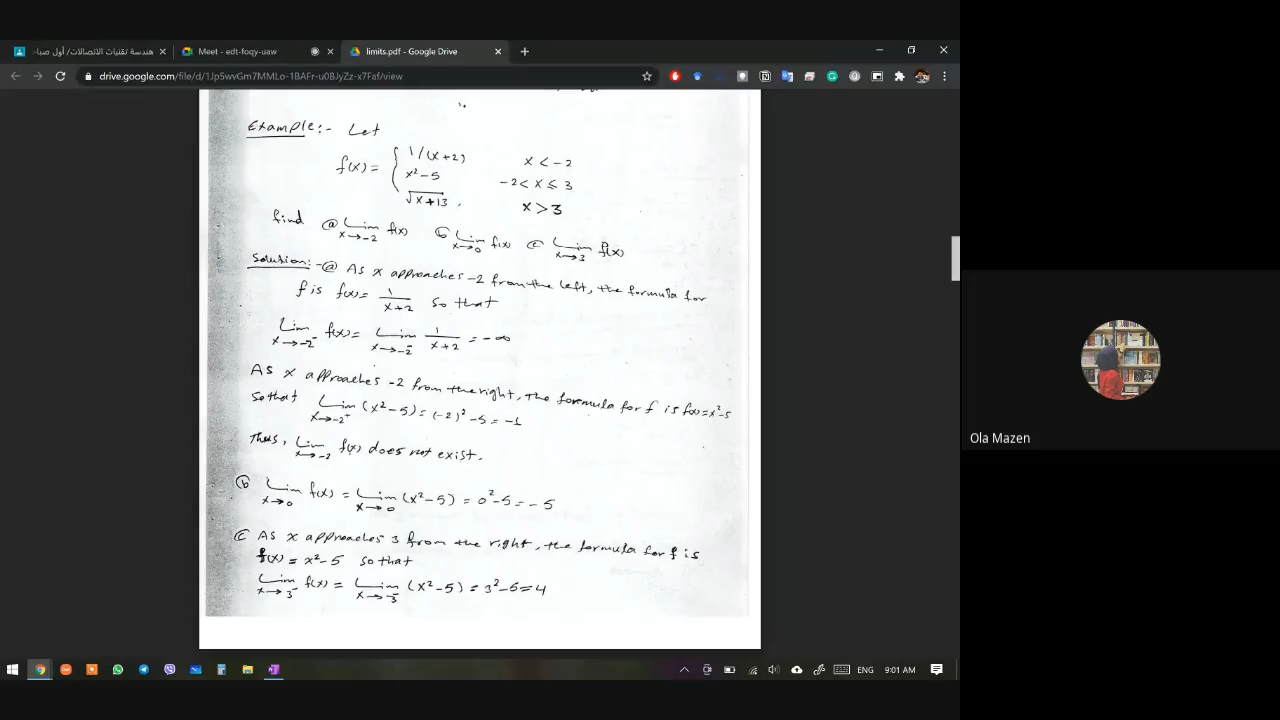 هندسة تقنيات الاتصالات/ أول صبا
Meet - edt-foqy-uaw
limits.pdf - Google Drive
drive.google.com/file/d/1Jp5wvGm7MMLo-1BAFr-u0BJyZz-x7Faf/view
Example:- Let
f(x) = { 1/(x+2) x < -2
x² - 5 -2 < x ≤ 3
√x+13 , x > 3
find ⓐ Lim x→-2 f(x) ⓑ Lim x→0 f(x) ⓒ Lim x→3 f(x)
Solution:- ⓐ As x approaches -2 from the left, the formula for
f is f(x) = 1/x+2 so that
Lim x→-2⁻ f(x) = Lim x→-2⁻ 1/x+2 = -∞
As x approaches -2 from the right, the formula for f is f(x) = x²-5
so that Lim x→-2⁺ (x²-5) = (-2)² - 5 = -1
Thus, Lim x→-2 f(x) does not exist.
ⓑ Lim x→0 f(x) = Lim x→0 (x²-5) = 0²-5 = -5
ⓒ As x approaches 3 from the right, the formula for f is
f(x) = x²-5 so that
Lim x→3⁻ f(x) = Lim x→3⁻ (x²-5) = 3²-5 = 4
Ola Mazen
ENG 9:01 AM